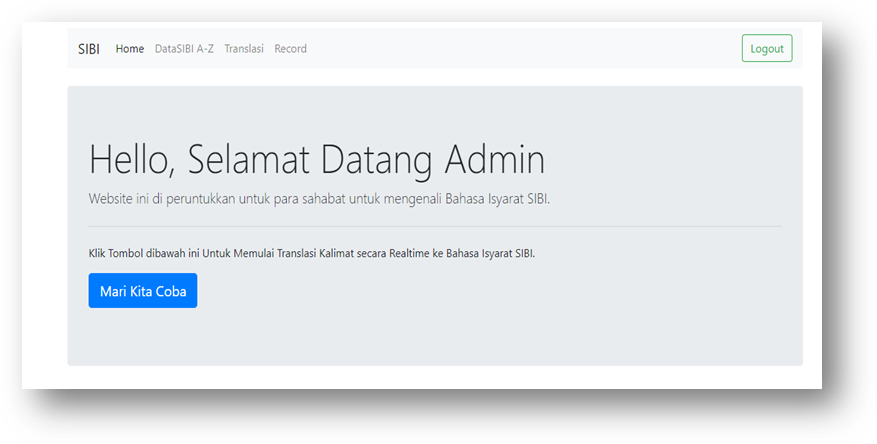 SIBI Home DataSIBI A-Z Translasi Record Logout
Hello, Selamat Datang Admin
Website ini di peruntukkan untuk para sahabat untuk mengenali Bahasa Isyarat SIBI.
Klik Tombol dibawah ini Untuk Memulai Translasi Kalimat secara Realtime ke Bahasa Isyarat SIBI.
Mari Kita Coba